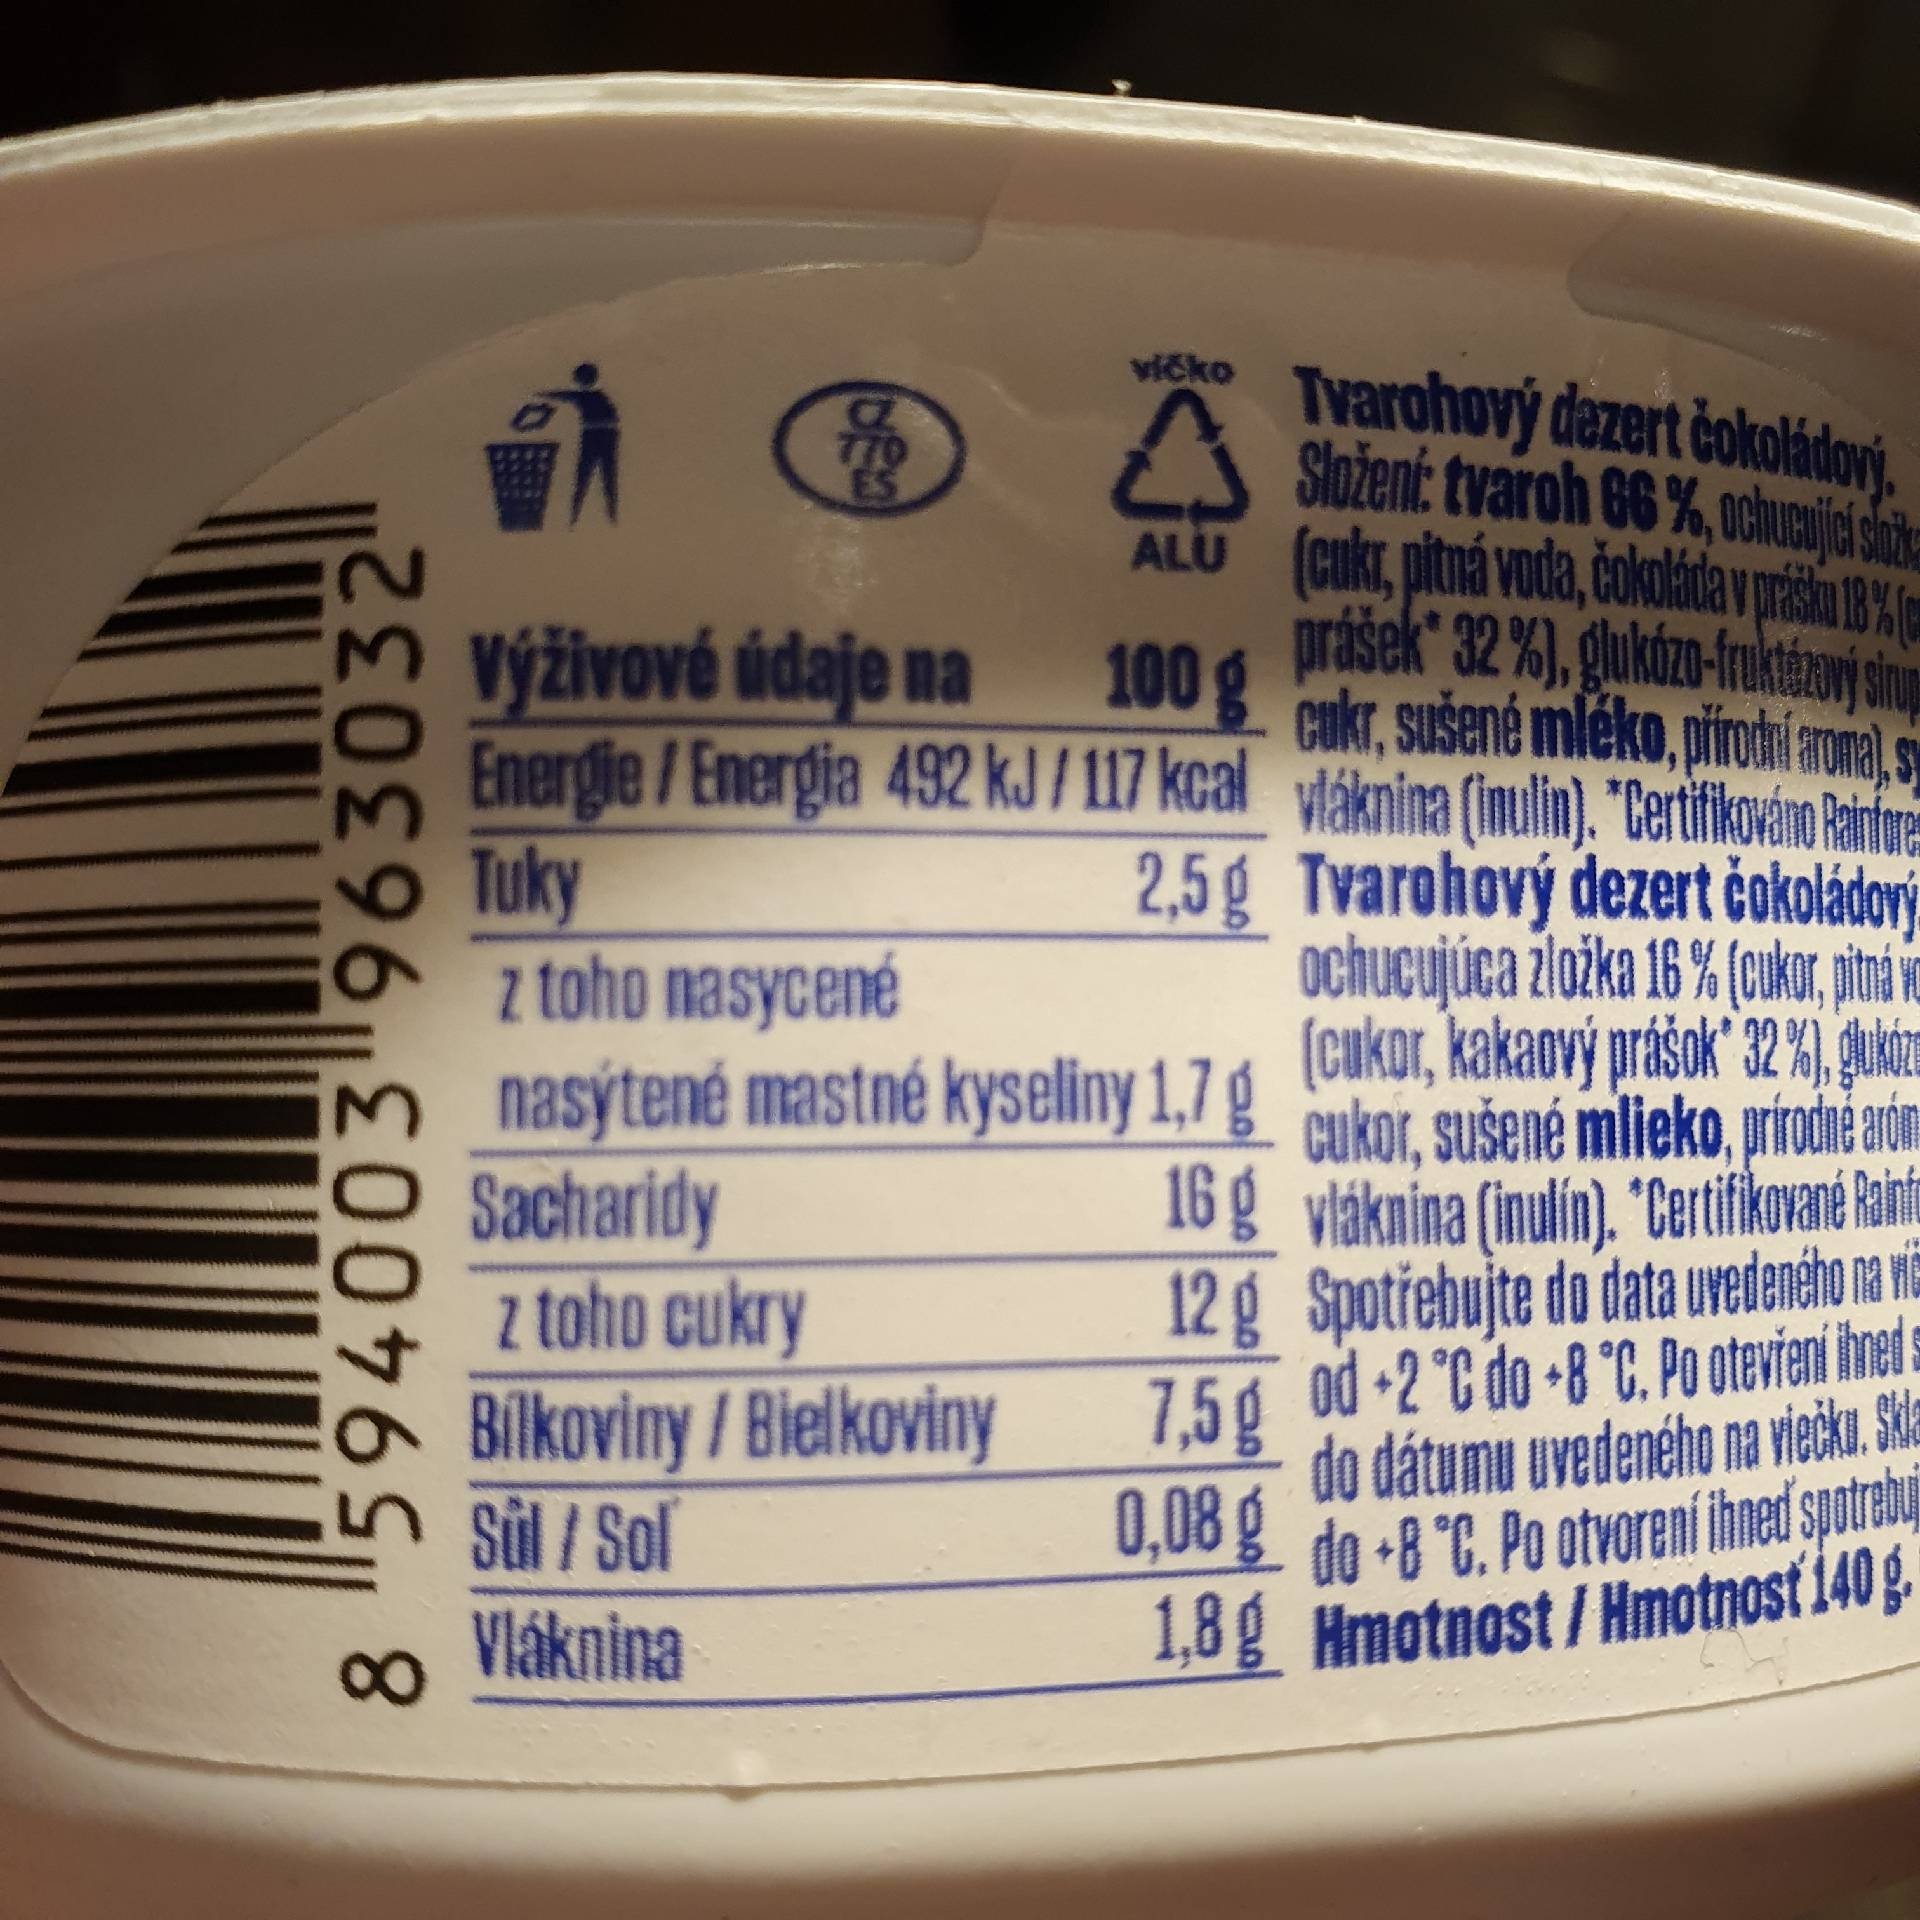 CZ
770
ES
víčko
ALU
8 594003 963032
Výživové údaje na 100 g
Energie / Energia 492 kJ / 117 kcal
Tuky 2,5 g
z toho nasycené
nasýtené mastné kyseliny 1,7 g
Sacharidy 16 g
z toho cukry 12 g
Bílkoviny / Bielkoviny 7,5 g
Sůl / Soľ 0,08 g
Vláknina 1,8 g
Tvarohový dezert čokoládový.
Složení: tvaroh 66 %, ochucující složka
(cukr, pitná voda, čokoláda v prášku 18 %
prášek* 32 %), glukózo-fruktózový sirup
cukr, sušené mléko, přírodní aroma),
vláknina (inulin). *Certifikováno
Tvarohový dezert čokoládový
ochucujúca zložka 16 % (cukor, pitná
(cukor, kakaový prášok* 32 %),
cukor, sušené mlieko, prírodné
vláknina (inulín). *Certifikované
Spotřebujte do data uvedeného na
od +2 °C do +8 °C. Po otevření ihned
do dátumu uvedeného na viečku.
do +8 °C. Po otvorení ihneď
Hmotnost / Hmotnosť 140 g.